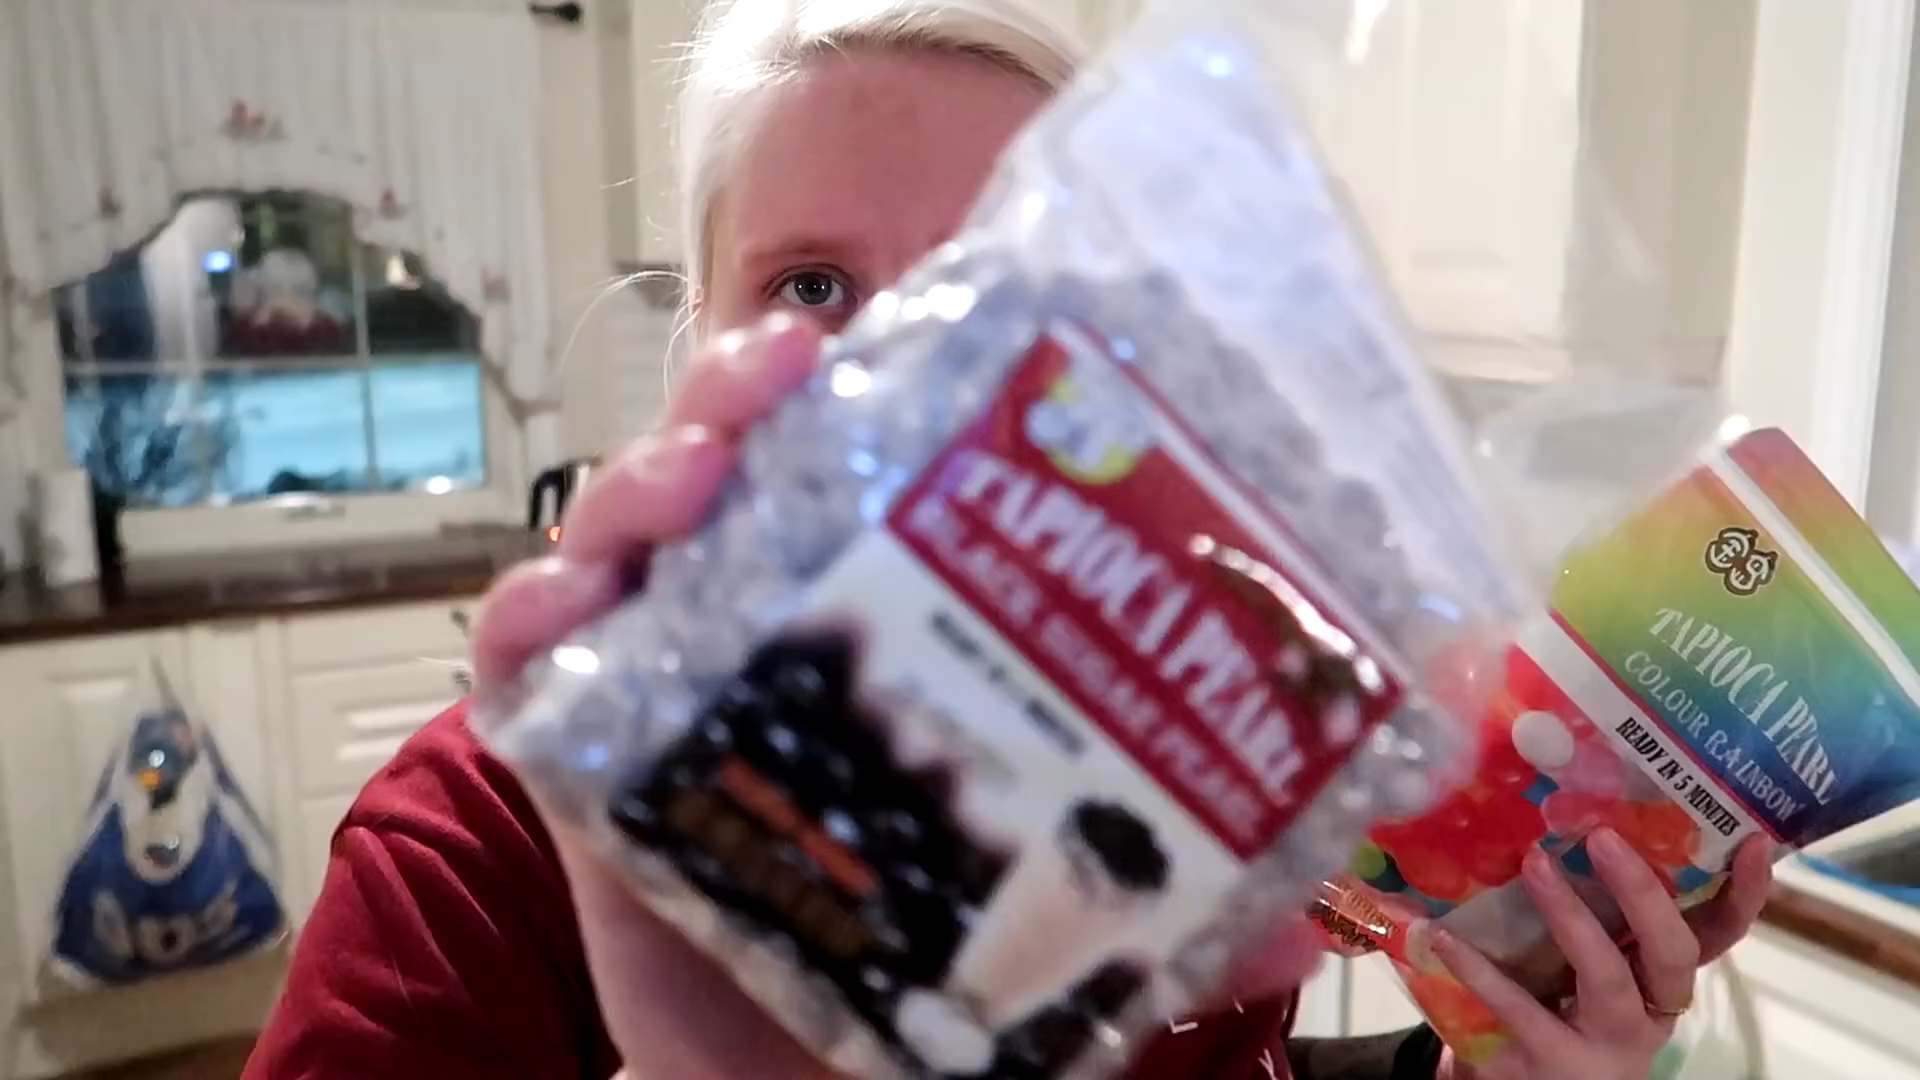 TAPIOCA PEARL
BLACK SUGAR PEARL
TAPIOCA PEARL
COLOUR RAINBOW
READY IN 5 MINUTES